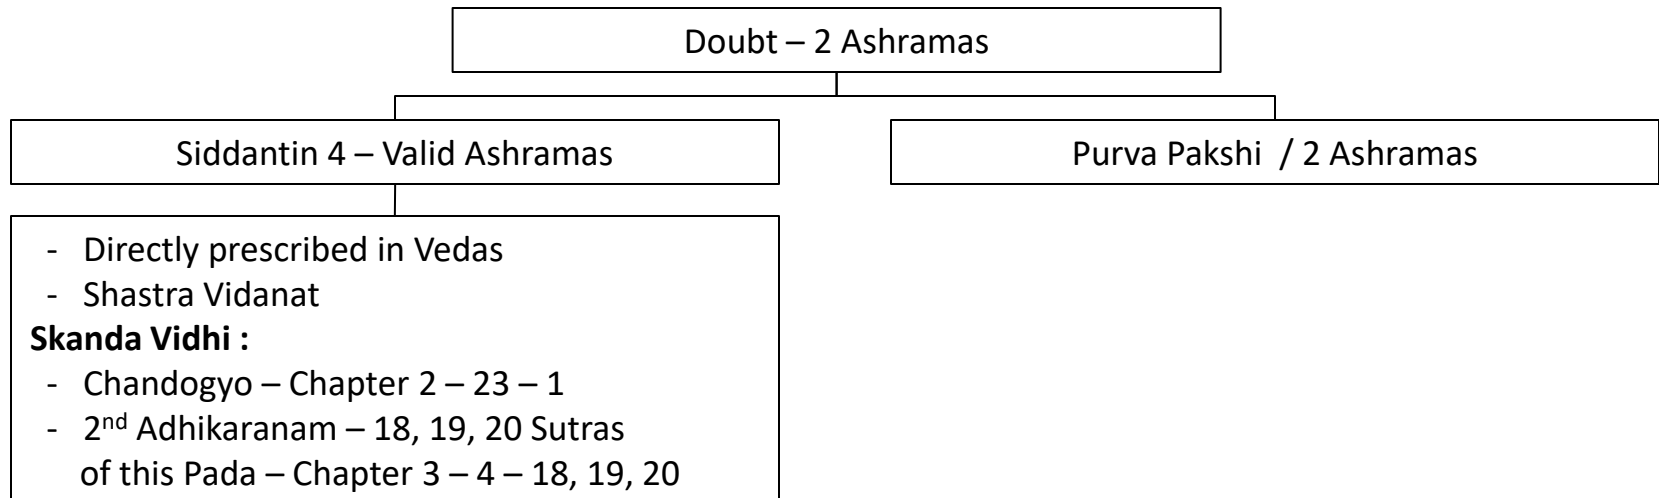 Doubt – 2 Ashramas
Siddantin 4 – Valid Ashramas
Purva Pakshi / 2 Ashramas
- Directly prescribed in Vedas
- Shastra Vidanat
Skanda Vidhi :
- Chandogyo – Chapter 2 – 23 – 1
- 2nd Adhikaranam – 18, 19, 20 Sutras
of this Pada – Chapter 3 – 4 – 18, 19, 20